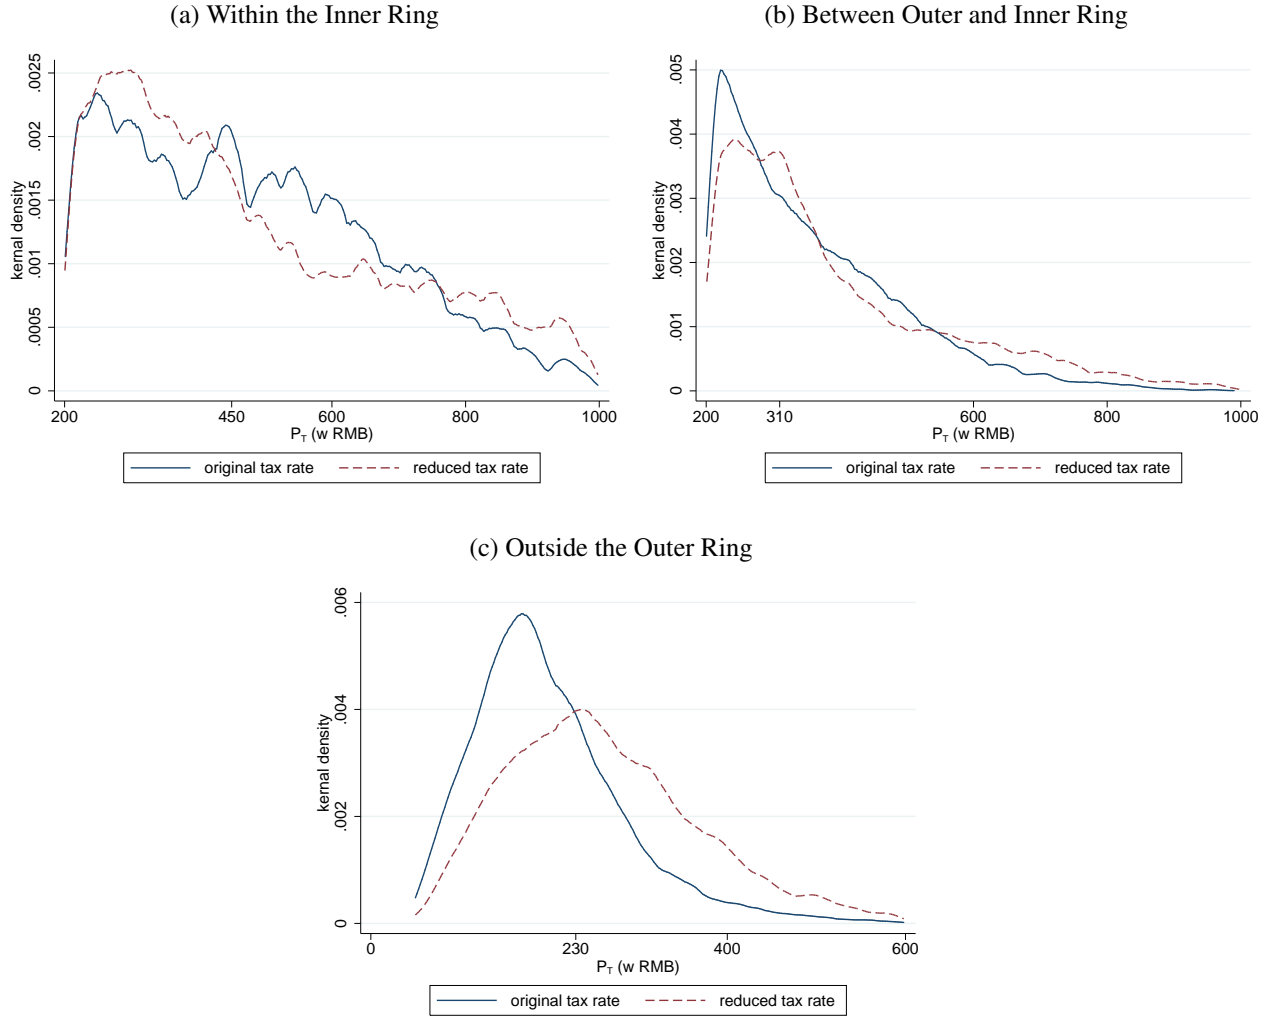 (a) Within the Inner Ring
kernal density
0 .0005 .001 .0015 .002 .0025
200 450 600 800 1000
P_T (w RMB)
original tax rate reduced tax rate
(b) Between Outer and Inner Ring
kernal density
0 .001 .002 .003 .004 .005
200 310 600 800 1000
P_T (w RMB)
original tax rate reduced tax rate
(c) Outside the Outer Ring
kernal density
0 .002 .004 .006
0 230 400 600
P_T (w RMB)
original tax rate reduced tax rate